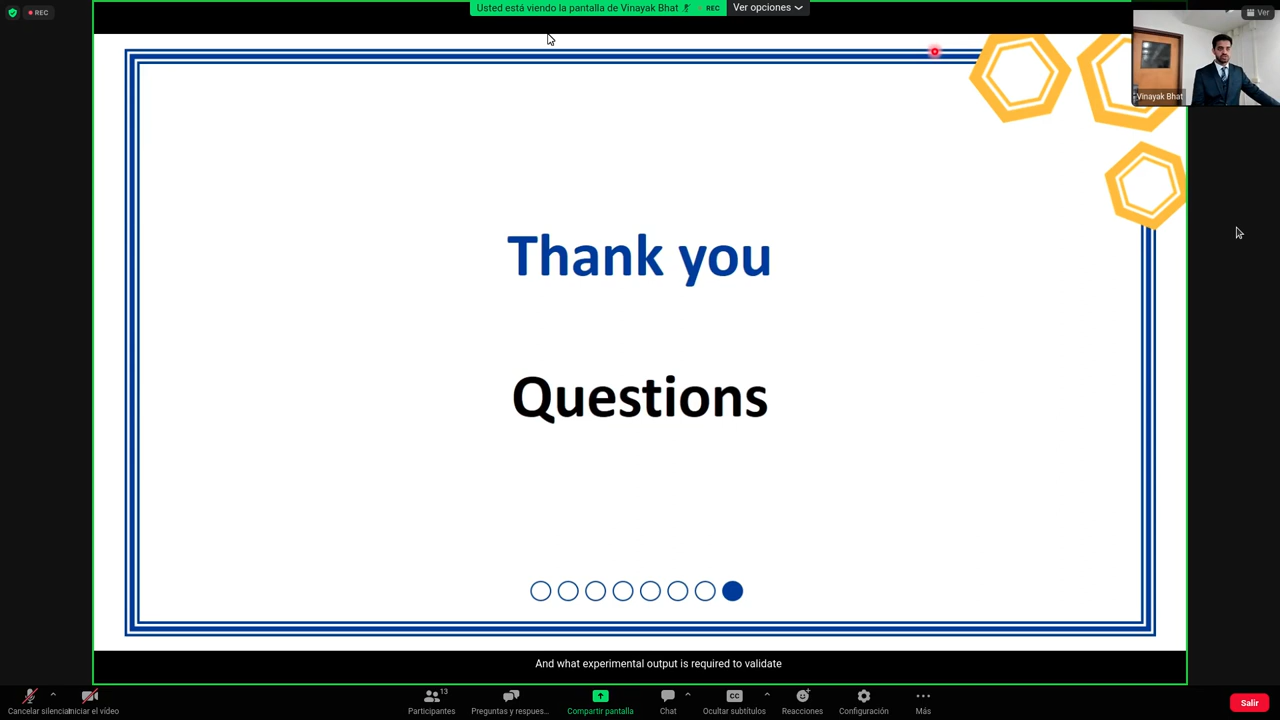 REC
Usted está viendo la pantalla de Vinayak Bhat
REC
Ver opciones
Ver
Vinayak Bhat
Thank you
Questions
And what experimental output is required to validate
Cancelar silencia
Iniciar el vídeo
13
Participantes
Preguntas y respues...
Compartir pantalla
Chat
CC
Ocultar subtítulos
Reacciones
Configuración
Más
Salir